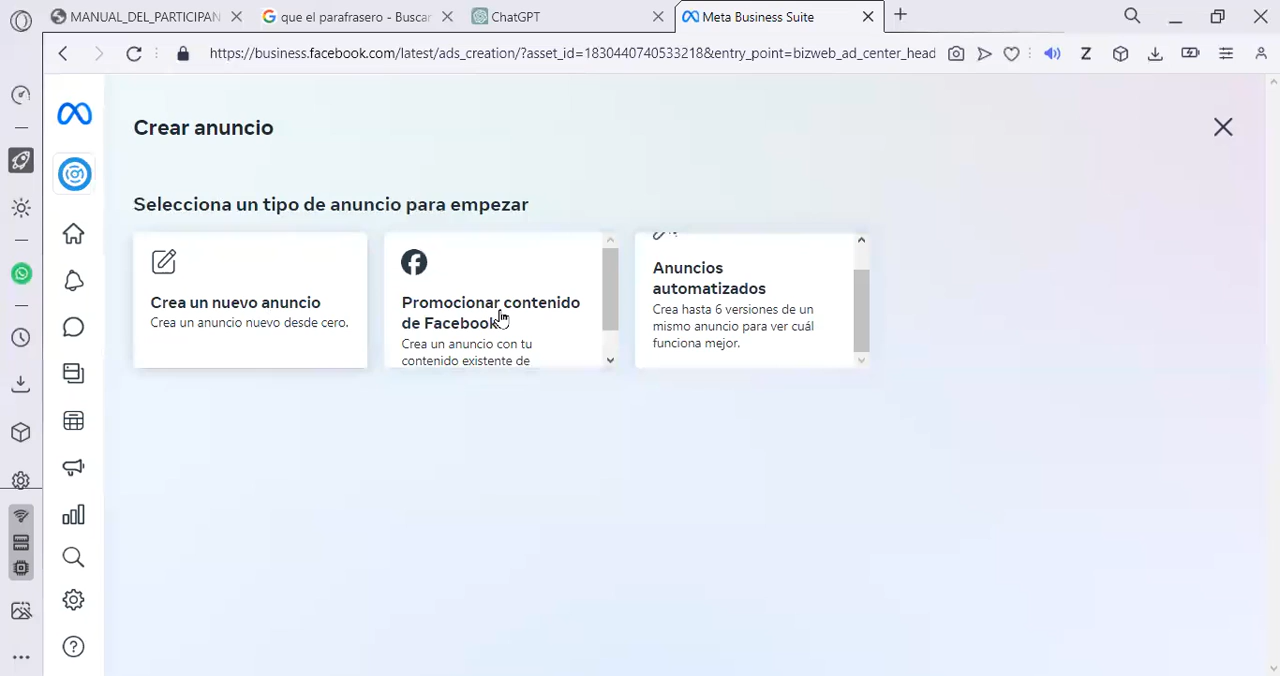 MANUAL_DEL_PARTICIPAN
que el parafrasero - Buscar
ChatGPT
Meta Business Suite
https://business.facebook.com/latest/ads_creation/?asset_id=1830440740533218&entry_point=bizweb_ad_center_head
Z
Crear anuncio
Selecciona un tipo de anuncio para empezar
Crea un nuevo anuncio
Crea un anuncio nuevo desde cero.
Promocionar contenido
de Facebook
Crea un anuncio con tu
contenido existente de
Anuncios
automatizados
Crea hasta 6 versiones de un
mismo anuncio para ver cuál
funciona mejor.